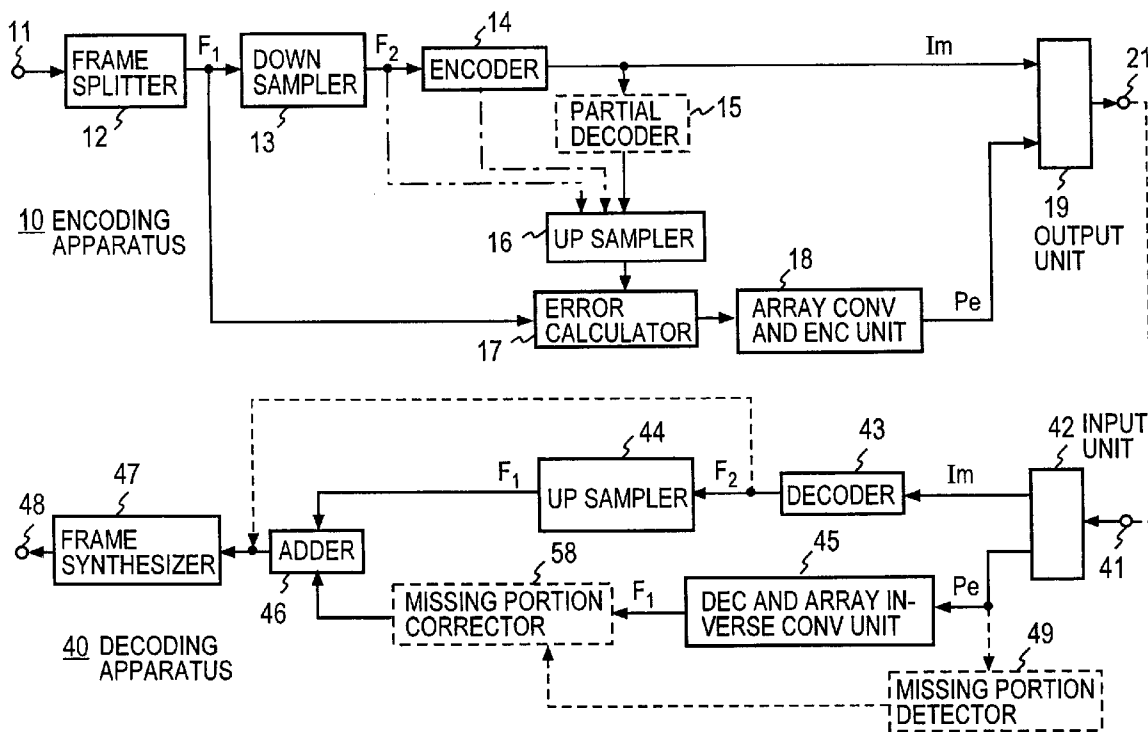 11
FRAME
SPLITTER
12
F1
DOWN
SAMPLER
13
F2
14
ENCODER
Im
PARTIAL
DECODER
15
21
19
OUTPUT
UNIT
10 ENCODING
APPARATUS
16
UP SAMPLER
ERROR
CALCULATOR
17
18
ARRAY CONV
AND ENC UNIT
Pe
48
47
FRAME
SYNTHESIZER
ADDER
46
F1
44
UP SAMPLER
F2
43
DECODER
Im
42 INPUT
UNIT
41
58
MISSING PORTION
CORRECTOR
F1
45
DEC AND ARRAY IN-
VERSE CONV UNIT
Pe
40 DECODING
APPARATUS
49
MISSING PORTION
DETECTOR